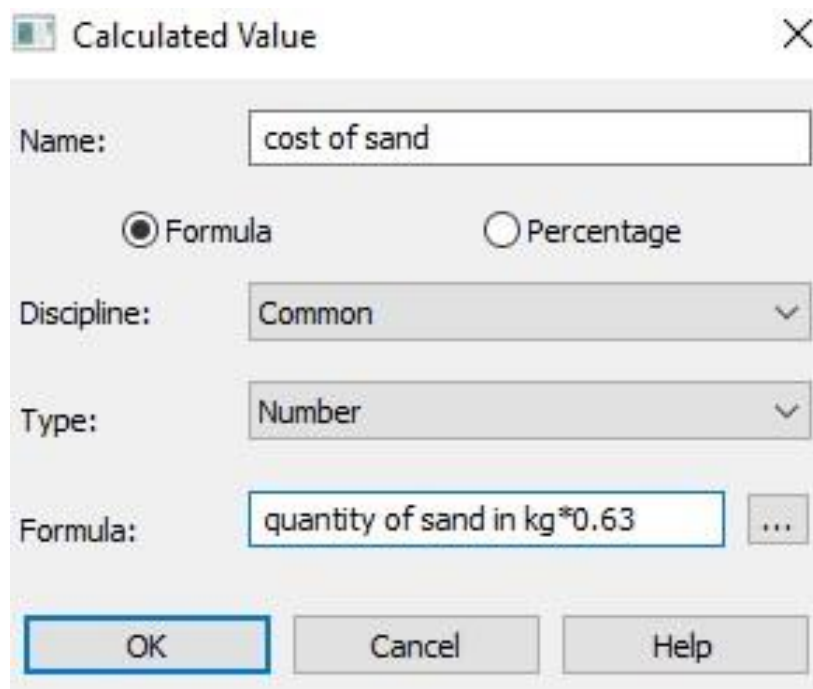 Calculated Value
Name: cost of sand
Formula Percentage
Discipline: Common
Type: Number
Formula: quantity of sand in kg*0.63 ...
OK Cancel Help